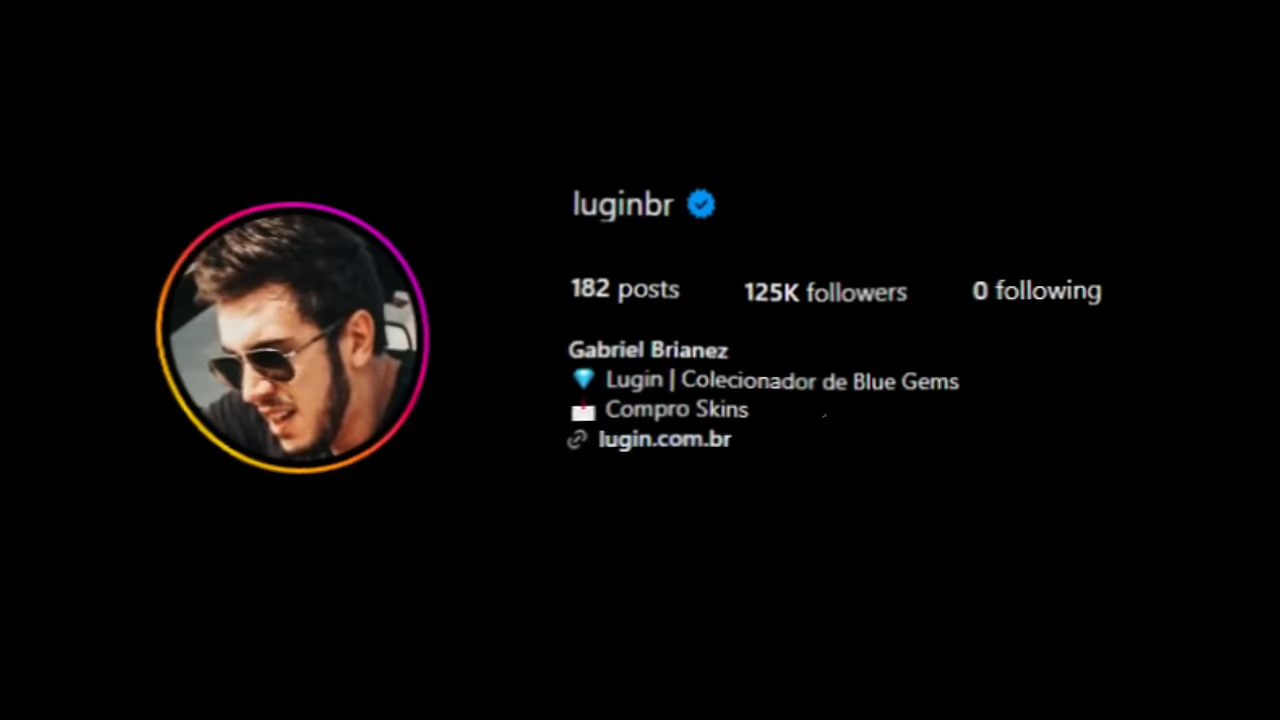 luginbr
182 posts 125K followers 0 following
Gabriel Brianez
Lugin | Colecionador de Blue Gems
Compro Skins
lugin.com.br